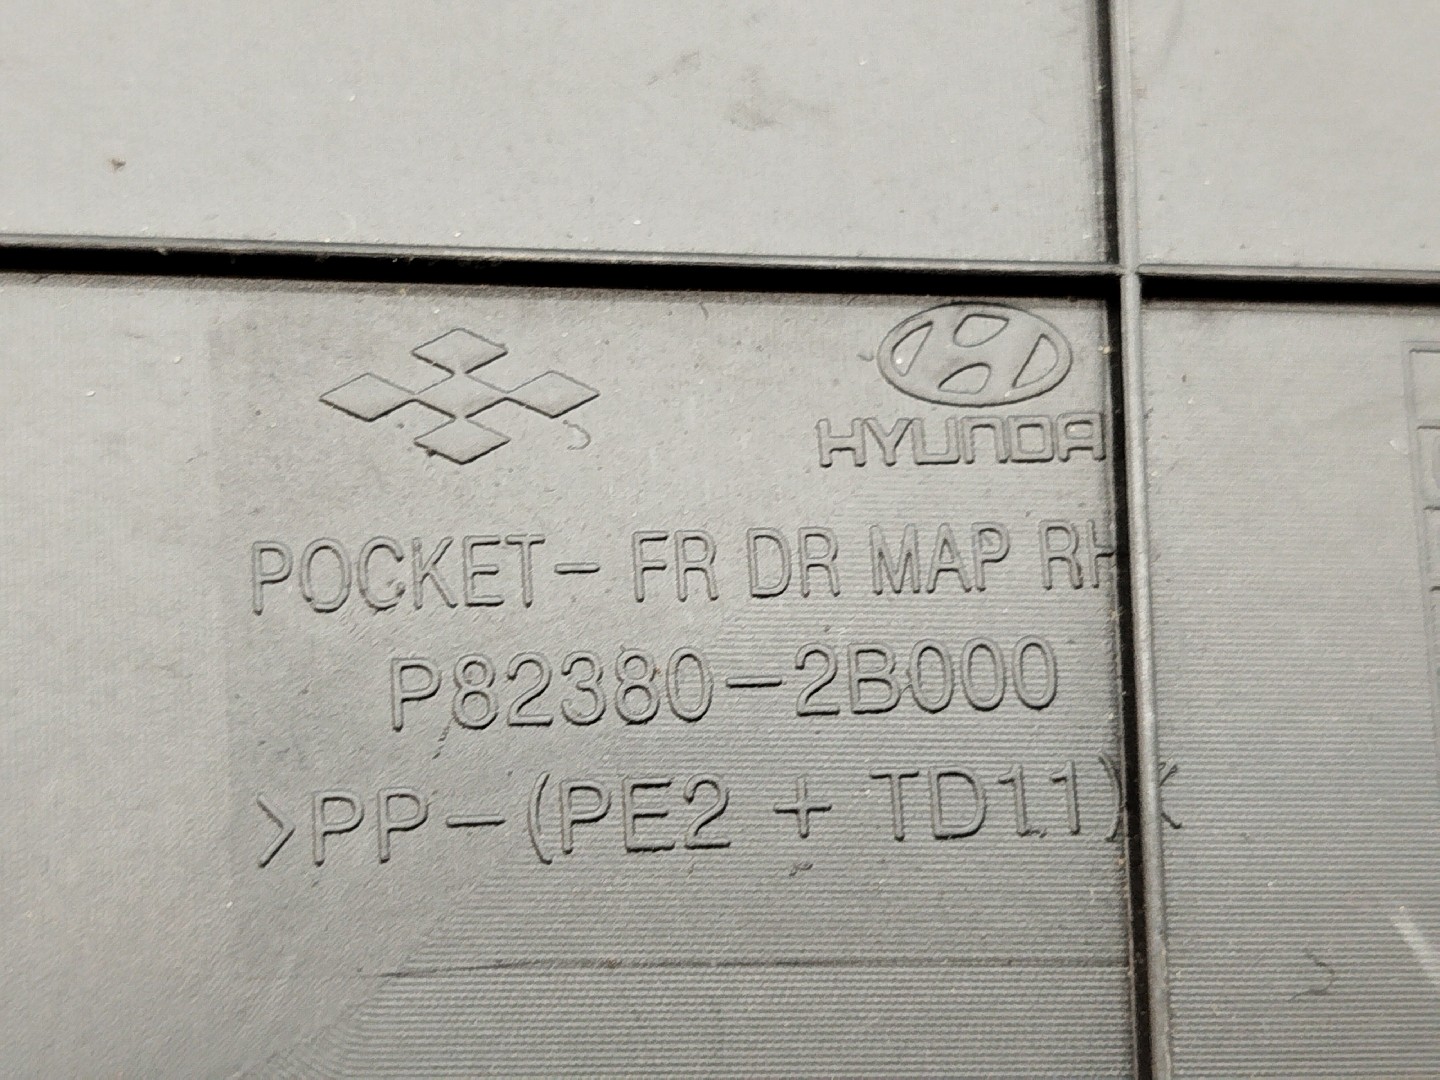 HYUNDAI
POCKET- FR DR MAP RH
P82380-2B000
>PP-(PE2 + TD11)<